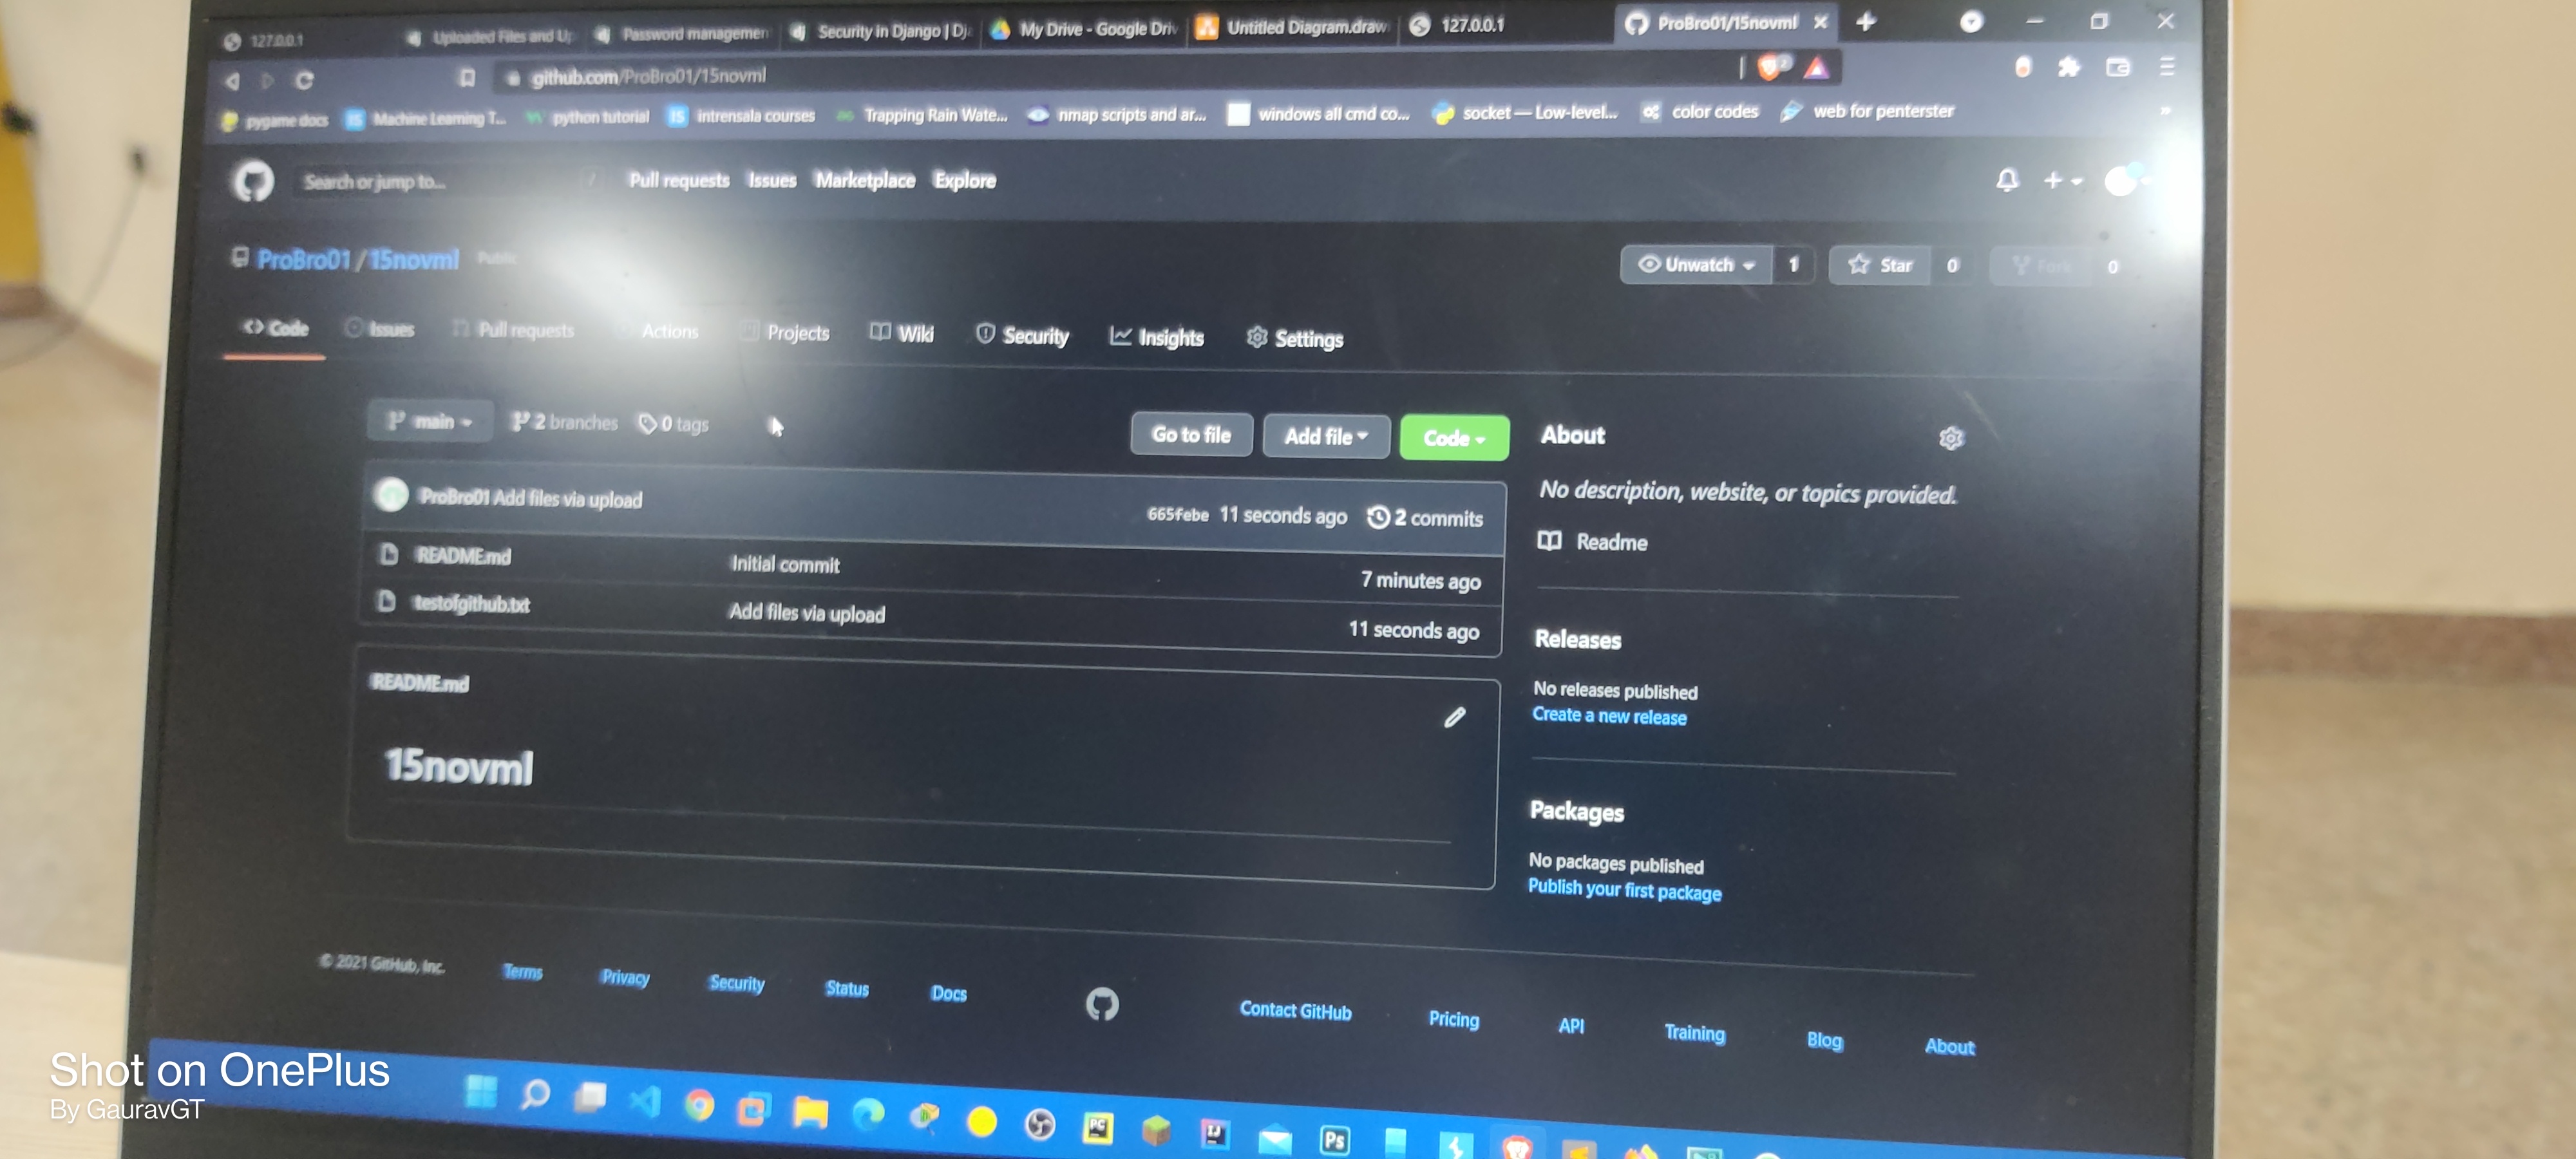 127.0.0.1 Uploaded Files and Up Password managemen Security in Django | Dja My Drive - Google Driv Untitled Diagram.draw 127.0.0.1 ProBro01/15novml
github.com/ProBro01/15novml 2
pygame docs Machine Learning T... python tutorial intrensala courses Trapping Rain Wate... nmap scripts and ar... windows all cmd co... socket — Low-level... color codes web for penterster »
Search or jump to... / Pull requests Issues Marketplace Explore
ProBro01 / 15novml Public Unwatch 1 Star 0 Fork 0
Code Issues Pull requests Actions Projects Wiki Security Insights Settings
main 2 branches 0 tags Go to file Add file Code
ProBro01 Add files via upload 665febe 11 seconds ago 2 commits
README.md Initial commit 7 minutes ago
testofgithub.txt Add files via upload 11 seconds ago
README.md
15novml
About
No description, website, or topics provided.
Readme
Releases
No releases published
Create a new release
Packages
No packages published
Publish your first package
© 2021 GitHub, Inc. Terms Privacy Security Status Docs Contact GitHub Pricing API Training Blog About
PC IJ Ps
Shot on OnePlus
By GauravGT